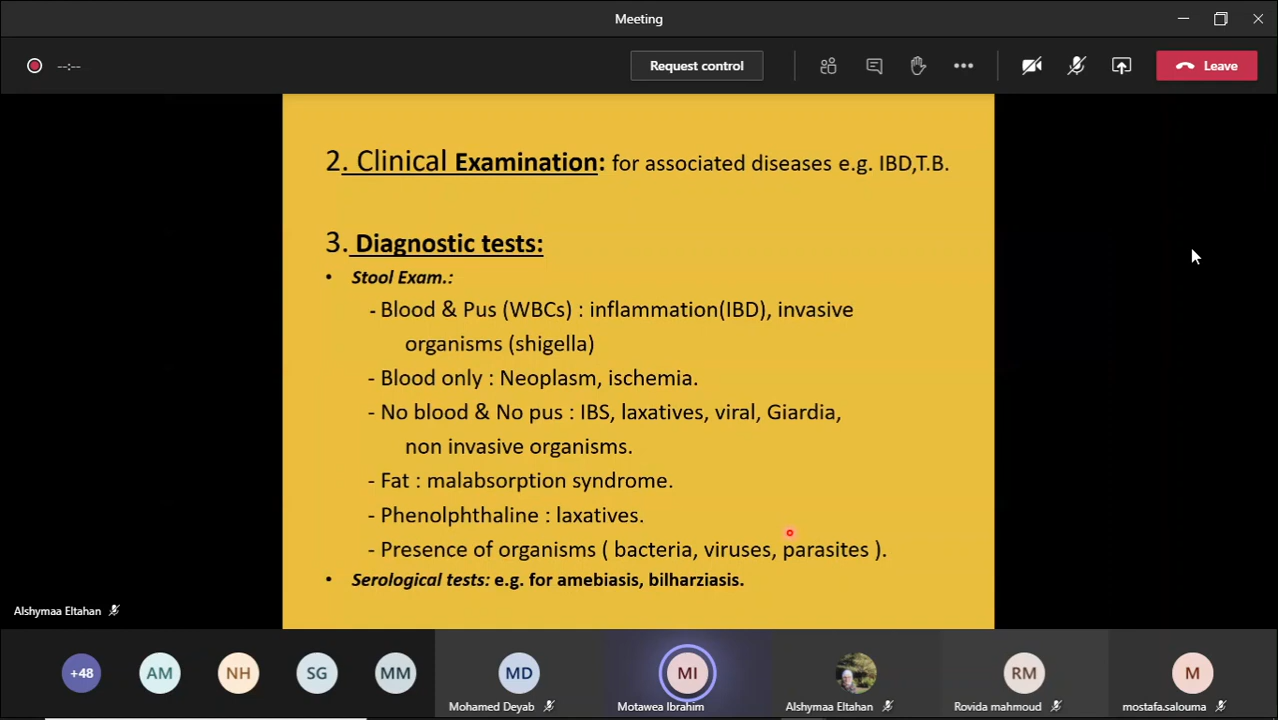 Meeting
--:--
Request control
Leave
2. Clinical Examination: for associated diseases e.g. IBD,T.B.
3. Diagnostic tests:
• Stool Exam.:
- Blood & Pus (WBCs) : inflammation(IBD), invasive
organisms (shigella)
- Blood only : Neoplasm, ischemia.
- No blood & No pus : IBS, laxatives, viral, Giardia,
non invasive organisms.
- Fat : malabsorption syndrome.
- Phenolphthaline : laxatives.
- Presence of organisms ( bacteria, viruses, parasites ).
• Serological tests: e.g. for amebiasis, bilharziasis.
Alshymaa Eltahan
+48 AM NH SG MM MD MI RM M
Mohamed Deyab Motawea Ibrahim Alshymaa Eltahan Rovida mahmoud mostafa.salouma